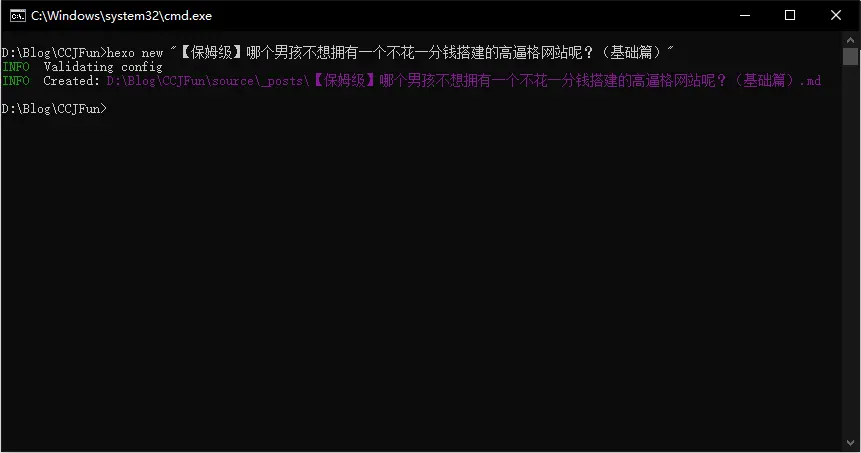 C:\Windows\system32\cmd.exe
D:\Blog\CCJFun>hexo new "【保姆级】哪个男孩不想拥有一个不花一分钱搭建的高逼格网站呢？（基础篇）"
INFO  Validating config
INFO  Created: D:\Blog\CCJFun\source\_posts\【保姆级】哪个男孩不想拥有一个不花一分钱搭建的高逼格网站呢？（基础篇）.md
D:\Blog\CCJFun>